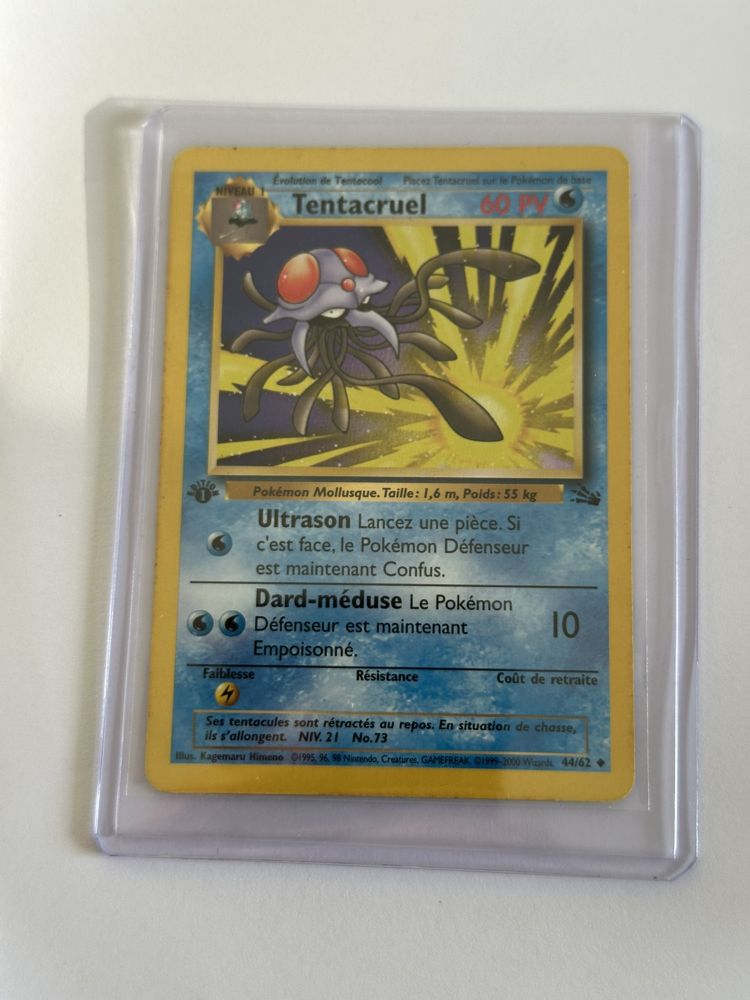 Évolution de Tentacool Placez Tentacruel sur le Pokémon de base
NIVEAU 1
Tentacruel 60 PV
EDITION 1
Pokémon Mollusque. Taille: 1,6 m, Poids: 55 kg
Ultrason Lancez une pièce. Si
c'est face, le Pokémon Défenseur
est maintenant Confus.
Dard-méduse Le Pokémon
Défenseur est maintenant
Empoisonné.
10
Faiblesse Résistance Coût de retraite
Ses tentacules sont rétractés au repos. En situation de chasse,
ils s'allongent. NIV. 21 No.73
Illus. Kagemaru Himeno ©1995, 96, 98 Nintendo, Creatures, GAMEFREAK. ©1999-2000 Wizards. 44/62